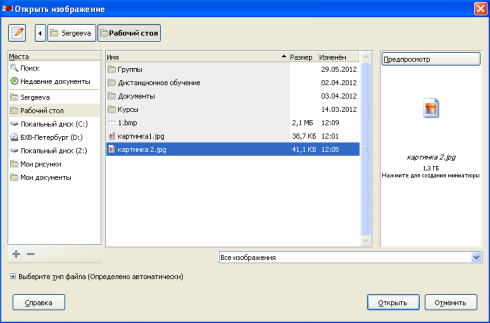 Открыть изображение
Sergeeva Рабочий стол
Места
Поиск
Недавние документы
Sergeeva
Рабочий стол
Локальный диск (C:)
БХВ-Петербург (D:)
Локальный диск (Z:)
Мои рисунки
Мои документы
Имя Размер Изменён
Группы 29.05.2012
Дистанционное обучение 02.04.2012
Документы 03.04.2012
Курсы 14.03.2012
1.bmp 2,1 МБ 12:09
картинка1.jpg 38,7 КБ 12:01
картинка 2.jpg 41,1 КБ 12:05
Предпросмотр
картинка 2.jpg
1,3 ГБ
Нажмите для создания миниатюры
Все изображения
Выберите тип файла (Определено автоматически)
Справка Открыть Отменить